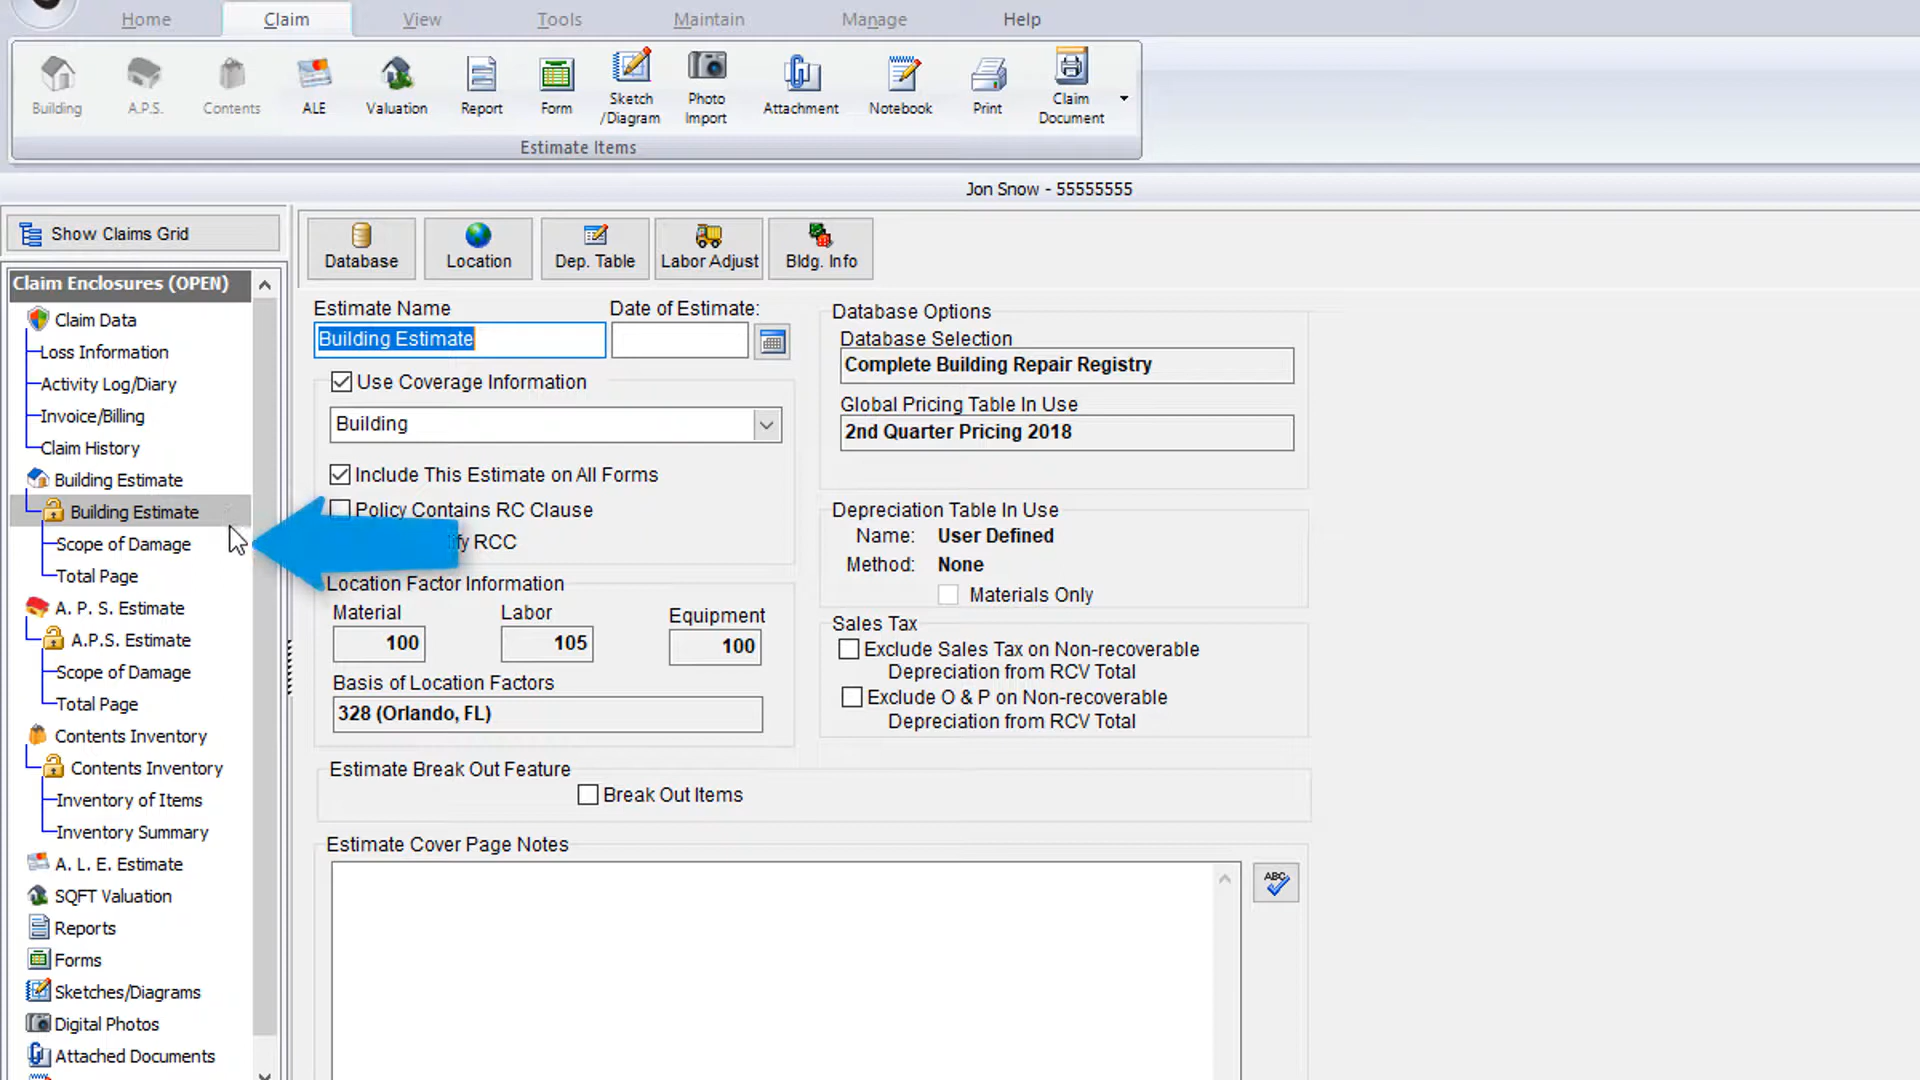 Home Claim View Tools Maintain Manage Help
Building A.P.S. Contents ALE Valuation Report Form Sketch /Diagram Photo Import Attachment Notebook Print Claim Document
Estimate Items
Jon Snow - 55555555
Show Claims Grid
Claim Enclosures (OPEN)
Claim Data
Loss Information
Activity Log/Diary
Invoice/Billing
Claim History
Building Estimate
Building Estimate
Scope of Damage
Total Page
A. P. S. Estimate
A.P.S. Estimate
Scope of Damage
Total Page
Contents Inventory
Contents Inventory
Inventory of Items
Inventory Summary
A. L. E. Estimate
SQFT Valuation
Reports
Forms
Sketches/Diagrams
Digital Photos
Attached Documents
Database Location Dep. Table Labor Adjust Bldg. Info
Estimate Name Date of Estimate:
Building Estimate
Use Coverage Information
Building
Include This Estimate on All Forms
Policy Contains RC Clause
RCC
Location Factor Information
Material Labor Equipment
100 105 100
Basis of Location Factors
328 (Orlando, FL)
Database Options
Database Selection
Complete Building Repair Registry
Global Pricing Table In Use
2nd Quarter Pricing 2018
Depreciation Table In Use
Name: User Defined
Method: None
Materials Only
Sales Tax
Exclude Sales Tax on Non-recoverable
Depreciation from RCV Total
Exclude O & P on Non-recoverable
Depreciation from RCV Total
Estimate Break Out Feature
Break Out Items
Estimate Cover Page Notes
ABC